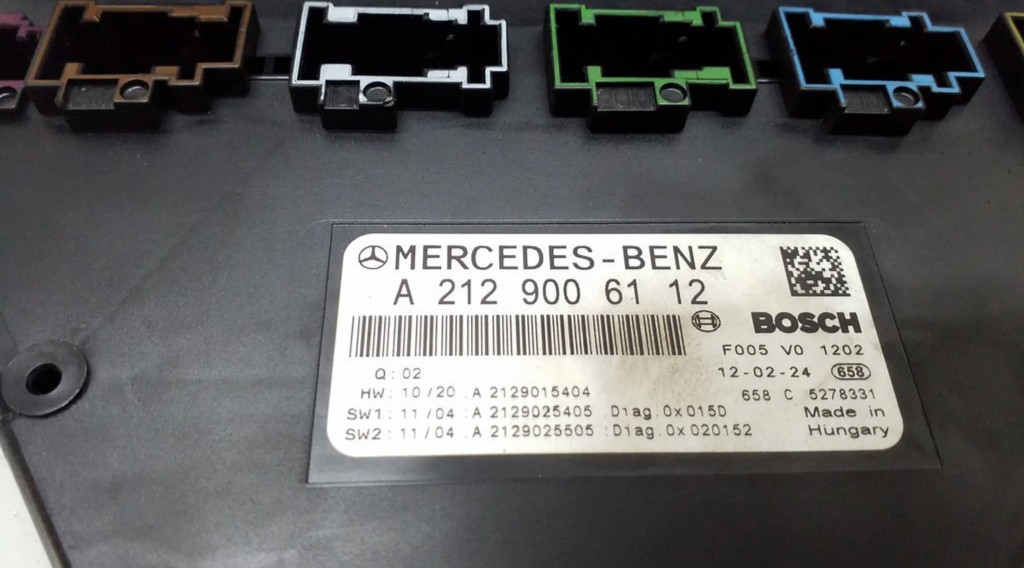 MERCEDES-BENZ
A 212 900 61 12
BOSCH
F005 V0 1202
Q: 02
12-02-24 658
HW: 10/20 .A 2129015404
658 C 5278331
SW1: 11/04 .A 2129025405 :Diag.0x015D
Made in
SW2: 11/04 .A 2129025505 :Diag.0x020152
Hungary